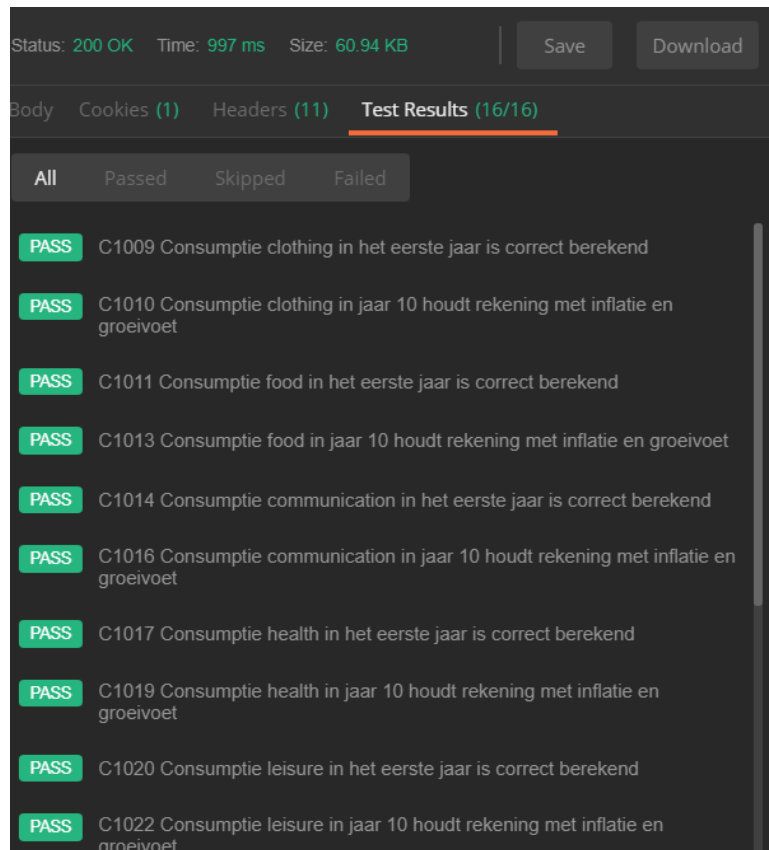 Status: 200 OK Time: 997 ms Size: 60.94 KB Save Download
Body Cookies (1) Headers (11) Test Results (16/16)
All Passed Skipped Failed
PASS C1009 Consumptie clothing in het eerste jaar is correct berekend
PASS C1010 Consumptie clothing in jaar 10 houdt rekening met inflatie en
groeivoet
PASS C1011 Consumptie food in het eerste jaar is correct berekend
PASS C1013 Consumptie food in jaar 10 houdt rekening met inflatie en groeivoet
PASS C1014 Consumptie communication in het eerste jaar is correct berekend
PASS C1016 Consumptie communication in jaar 10 houdt rekening met inflatie en
groeivoet
PASS C1017 Consumptie health in het eerste jaar is correct berekend
PASS C1019 Consumptie health in jaar 10 houdt rekening met inflatie en
groeivoet
PASS C1020 Consumptie leisure in het eerste jaar is correct berekend
PASS C1022 Consumptie leisure in jaar 10 houdt rekening met inflatie en
groeivoet